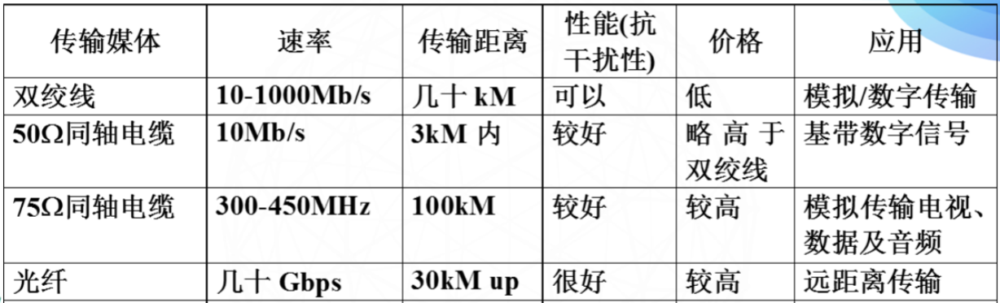 传输媒体 速率 传输距离 性能(抗干扰性) 价格 应用
双绞线 10-1000Mb/s 几十 kM 可以 低 模拟/数字传输
50Ω同轴电缆 10Mb/s 3kM 内 较好 略高于双绞线 基带数字信号
75Ω同轴电缆 300-450MHz 100kM 较好 较高 模拟传输电视、数据及音频
光纤 几十 Gbps 30kM up 很好 较高 远距离传输